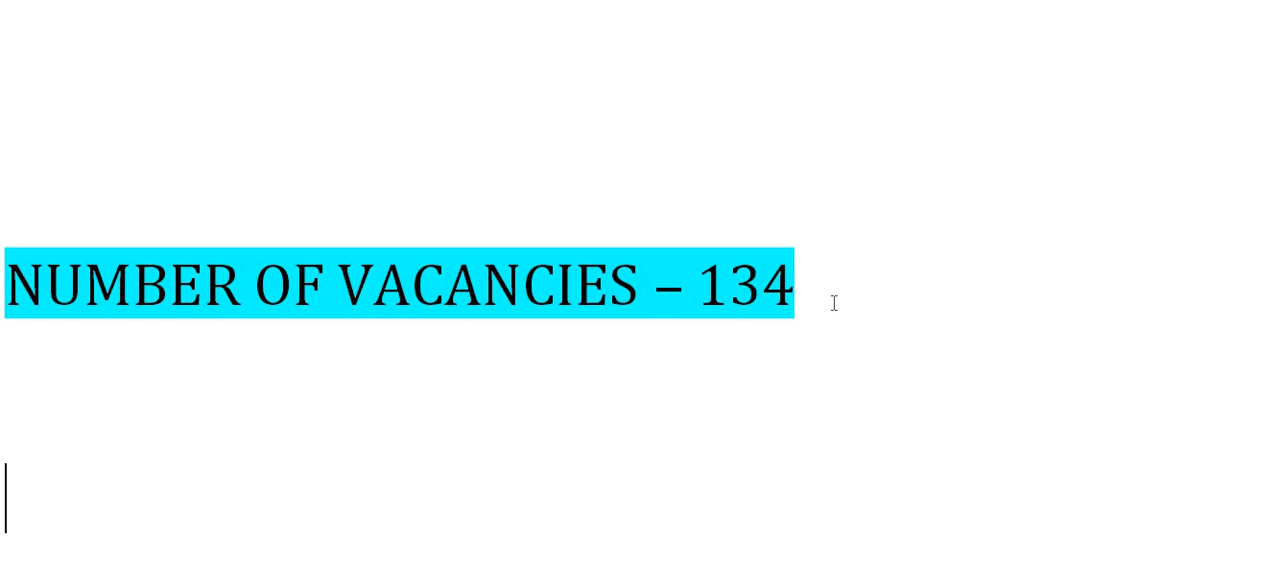 NUMBER OF VACANCIES – 134